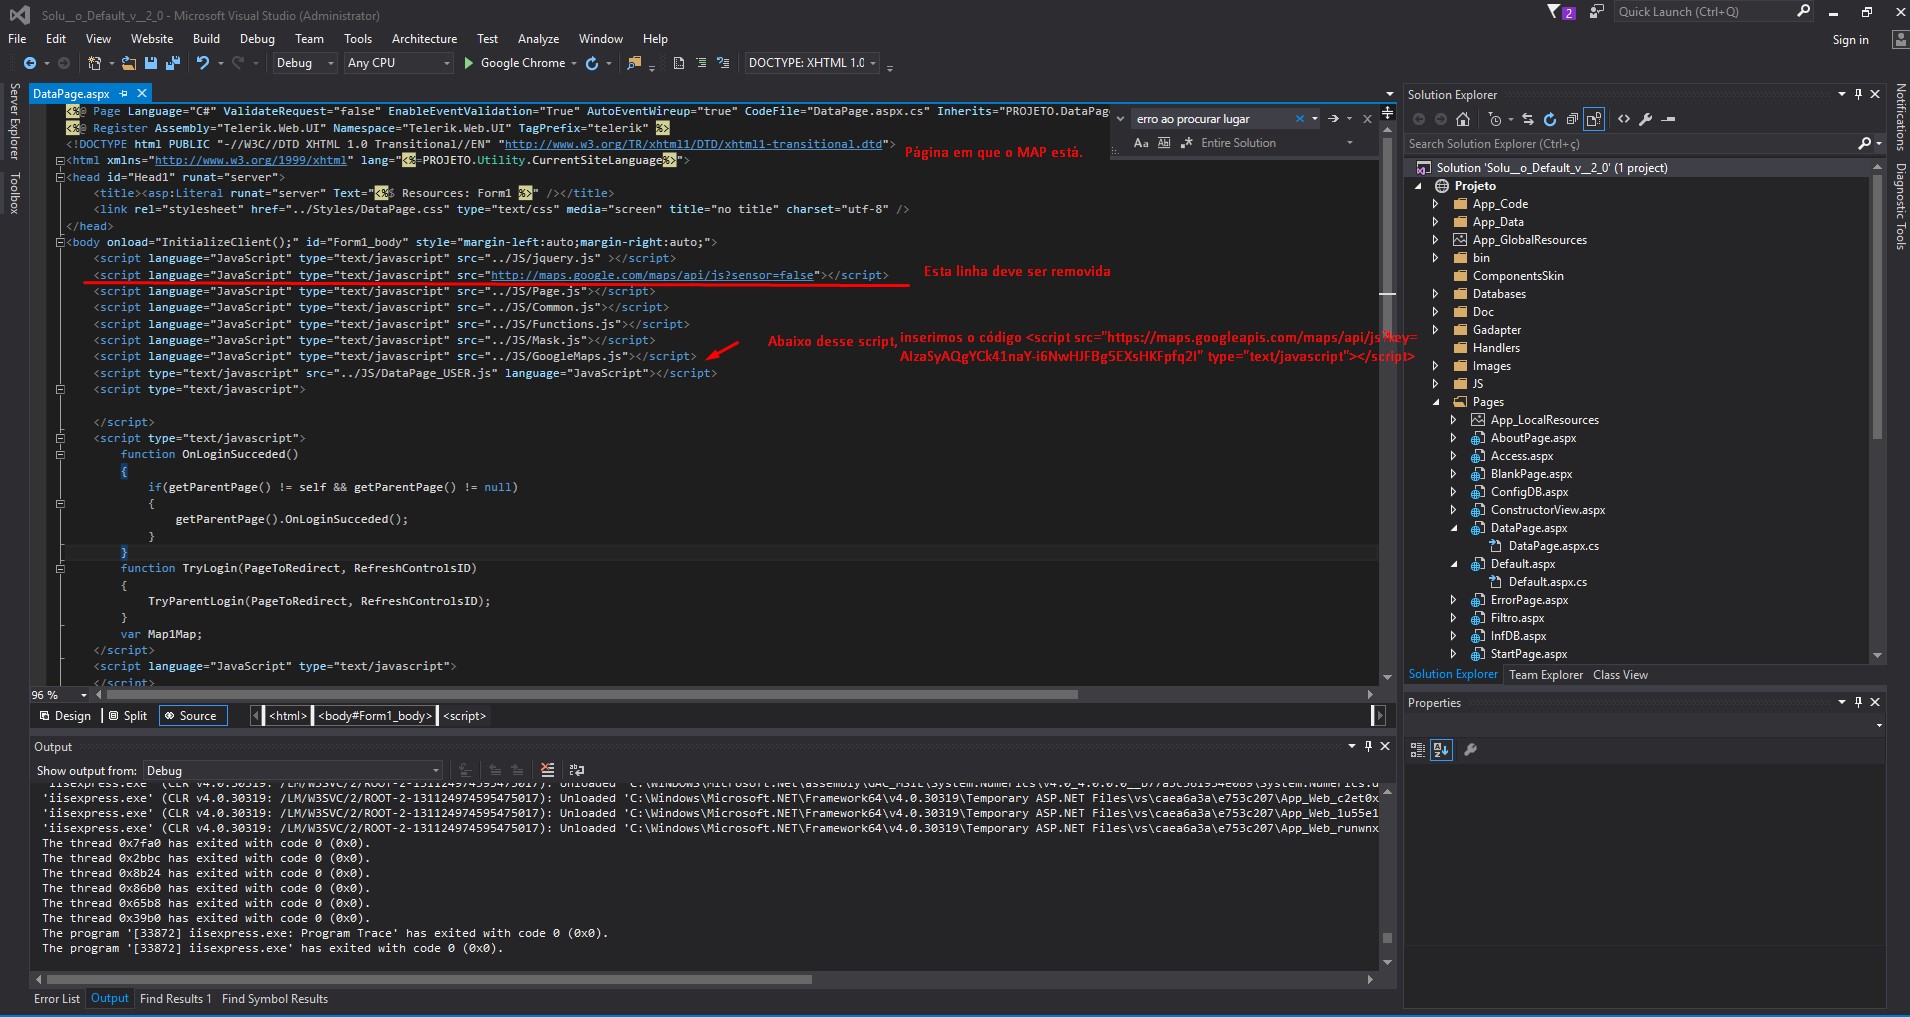 Solu__o_Default_v__2_0 - Microsoft Visual Studio (Administrator)
2
Quick Launch (Ctrl+Q)
File Edit View Website Build Debug Team Tools Architecture Test Analyze Window Help
Sign in
Debug Any CPU Google Chrome DOCTYPE: XHTML 1.0
Server Explorer
Toolbox
DataPage.aspx
<%@ Page Language="C#" ValidateRequest="false" EnableEventValidation="True" AutoEventWireup="true" CodeFile="DataPage.aspx.cs" Inherits="PROJETO.DataPage
<%@ Register Assembly="Telerik.Web.UI" Namespace="Telerik.Web.UI" TagPrefix="telerik" %>
<!DOCTYPE html PUBLIC "-//W3C//DTD XHTML 1.0 Transitional//EN" "http://www.w3.org/TR/xhtml1/DTD/xhtml1-transitional.dtd">
<html xmlns="http://www.w3.org/1999/xhtml" lang="<%=PROJETO.Utility.CurrentSiteLanguage%>">
<head id="Head1" runat="server">
<title><asp:Literal runat="server" Text="<%$ Resources: Form1 %>" /></title>
<link rel="stylesheet" href="../Styles/DataPage.css" type="text/css" media="screen" title="no title" charset="utf-8" />
</head>
<body onload="InitializeClient();" id="Form1_body" style="margin-left:auto;margin-right:auto;">
<script language="JavaScript" type="text/javascript" src="../JS/jquery.js" ></script>
<script language="JavaScript" type="text/javascript" src="http://maps.google.com/maps/api/js?sensor=false"></script>
<script language="JavaScript" type="text/javascript" src="../JS/Page.js"></script>
<script language="JavaScript" type="text/javascript" src="../JS/Common.js"></script>
<script language="JavaScript" type="text/javascript" src="../JS/Functions.js"></script>
<script language="JavaScript" type="text/javascript" src="../JS/Mask.js"></script>
<script language="JavaScript" type="text/javascript" src="../JS/GoogleMaps.js"></script>
<script type="text/javascript" src="../JS/DataPage_USER.js" language="JavaScript"></script>
<script type="text/javascript">
</script>
<script type="text/javascript">
function OnLoginSucceded()
{
if(getParentPage() != self && getParentPage() != null)
{
getParentPage().OnLoginSucceded();
}
}
function TryLogin(PageToRedirect, RefreshControlsID)
{
TryParentLogin(PageToRedirect, RefreshControlsID);
}
var Map1Map;
</script>
<script language="JavaScript" type="text/javascript">
</script>
erro ao procurar lugar
Aa Entire Solution
Página em que o MAP está.
Esta linha deve ser removida
Abaixo desse script, inserimos o código <script src="https://maps.googleapis.com/maps/api/js?key=
type="text/javascript"></script>
96 %
Design Split Source <html> <body#Form1_body> <script>
Output
Show output from: Debug
'iisexpress.exe' (CLR v4.0.30319: /LM/W3SVC/2/ROOT-2-131124974595475017): Unloaded
'iisexpress.exe' (CLR v4.0.30319: /LM/W3SVC/2/ROOT-2-131124974595475017): Unloaded 'C:\Windows\Microsoft.NET\Framework64\v4.0.30319\Temporary ASP.NET Files\vs\caea6a3a\e753c207\App_Web_c2et0x
'iisexpress.exe' (CLR v4.0.30319: /LM/W3SVC/2/ROOT-2-131124974595475017): Unloaded 'C:\Windows\Microsoft.NET\Framework64\v4.0.30319\Temporary ASP.NET Files\vs\caea6a3a\e753c207\App_Web_1u55e1
'iisexpress.exe' (CLR v4.0.30319: /LM/W3SVC/2/ROOT-2-131124974595475017): Unloaded 'C:\Windows\Microsoft.NET\Framework64\v4.0.30319\Temporary ASP.NET Files\vs\caea6a3a\e753c207\App_Web_runwnx
The thread 0x7fa0 has exited with code 0 (0x0).
The thread 0x2bbc has exited with code 0 (0x0).
The thread 0x8b24 has exited with code 0 (0x0).
The thread 0x86b0 has exited with code 0 (0x0).
The thread 0x65b8 has exited with code 0 (0x0).
The thread 0x39b0 has exited with code 0 (0x0).
The program '[33872] iisexpress.exe: Program Trace' has exited with code 0 (0x0).
The program '[33872] iisexpress.exe' has exited with code 0 (0x0).
Error List Output Find Results 1 Find Symbol Results
Solution Explorer
Search Solution Explorer (Ctrl+ç)
Solution 'Solu__o_Default_v__2_0' (1 project)
Projeto
App_Code
App_Data
App_GlobalResources
bin
ComponentsSkin
Databases
Doc
Gadapter
Handlers
Images
JS
Pages
App_LocalResources
AboutPage.aspx
Access.aspx
BlankPage.aspx
ConfigDB.aspx
ConstructorView.aspx
DataPage.aspx
DataPage.aspx.cs
Default.aspx
Default.aspx.cs
ErrorPage.aspx
Filtro.aspx
InfDB.aspx
StartPage.aspx
Solution Explorer Team Explorer Class View
Properties
Notifications
Diagnostic Tools